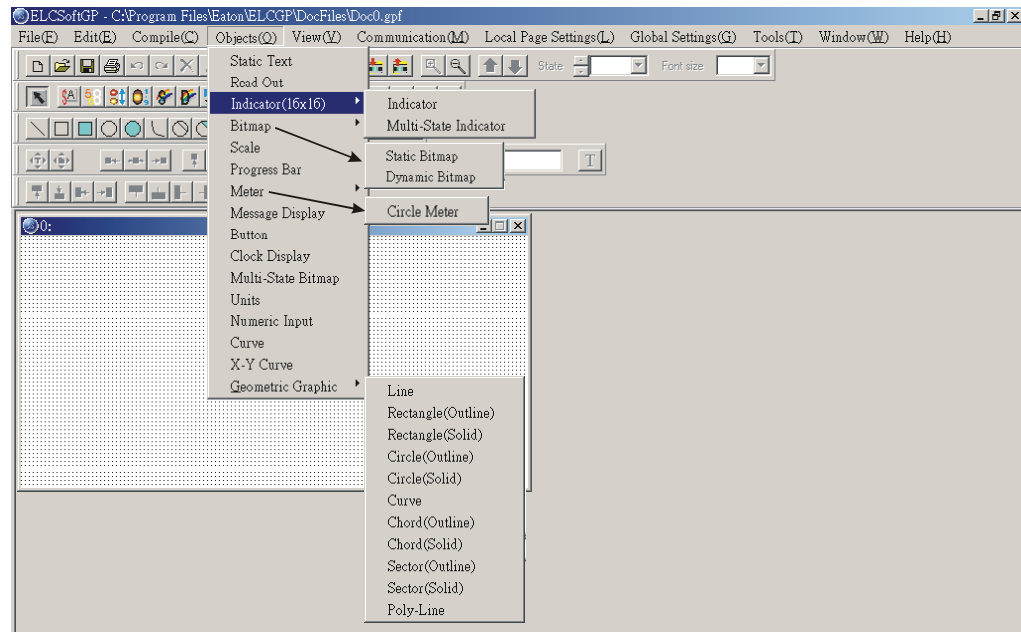 ELCSoftGP - C:\Program Files\Eaton\ELCGP\DocFiles\Doc0.gpf
File(F) Edit(E) Compile(C) Objects(O) View(V) Communication(M) Local Page Settings(L) Global Settings(G) Tools(T) Window(W) Help(H)
State Font size
Static Text
Read Out
Indicator(16x16)
Bitmap
Scale
Progress Bar
Meter
Message Display
Button
Clock Display
Multi-State Bitmap
Units
Numeric Input
Curve
X-Y Curve
Geometric Graphic
Indicator
Multi-State Indicator
Static Bitmap
Dynamic Bitmap
Circle Meter
T
0:
Line
Rectangle(Outline)
Rectangle(Solid)
Circle(Outline)
Circle(Solid)
Curve
Chord(Outline)
Chord(Solid)
Sector(Outline)
Sector(Solid)
Poly-Line